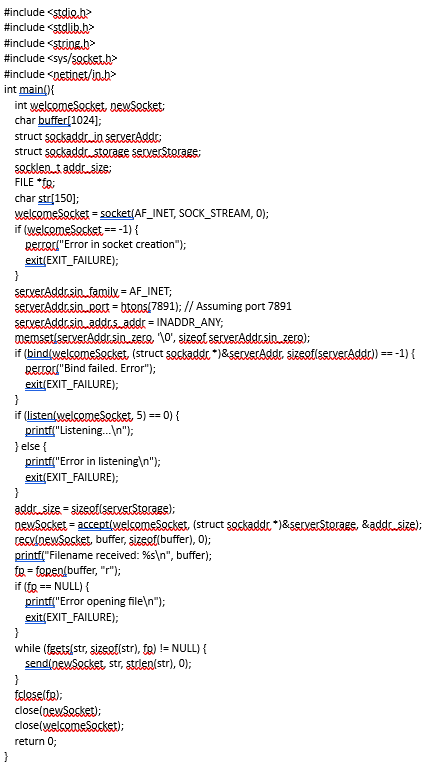 #include <stdio.h>
#include <stdlib.h>
#include <string.h>
#include <sys/socket.h>
#include <netinet/in.h>
int main(){
int welcomeSocket, newSocket;
char buffer[1024];
struct sockaddr_in serverAddr;
struct sockaddr_storage serverStorage;
socklen_t addr_size;
FILE *fp;
char str[150];
welcomeSocket = socket(AF_INET, SOCK_STREAM, 0);
if (welcomeSocket == -1) {
perror("Error in socket creation");
exit(EXIT_FAILURE);
}
serverAddr.sin_family = AF_INET;
serverAddr.sin_port = htons(7891); // Assuming port 7891
serverAddr.sin_addr.s_addr = INADDR_ANY;
memset(serverAddr.sin_zero, '\0', sizeof serverAddr.sin_zero);
if (bind(welcomeSocket, (struct sockaddr *)&serverAddr, sizeof(serverAddr)) == -1) {
perror("Bind failed. Error");
exit(EXIT_FAILURE);
}
if (listen(welcomeSocket, 5) == 0) {
printf("Listening...\n");
} else {
printf("Error in listening\n");
exit(EXIT_FAILURE);
}
addr_size = sizeof(serverStorage);
newSocket = accept(welcomeSocket, (struct sockaddr *)&serverStorage, &addr_size);
recv(newSocket, buffer, sizeof(buffer), 0);
printf("Filename received: %s\n", buffer);
fp = fopen(buffer, "r");
if (fp == NULL) {
printf("Error opening file\n");
exit(EXIT_FAILURE);
}
while (fgets(str, sizeof(str), fp) != NULL) {
send(newSocket, str, strlen(str), 0);
}
fclose(fp);
close(newSocket);
close(welcomeSocket);
return 0;
}